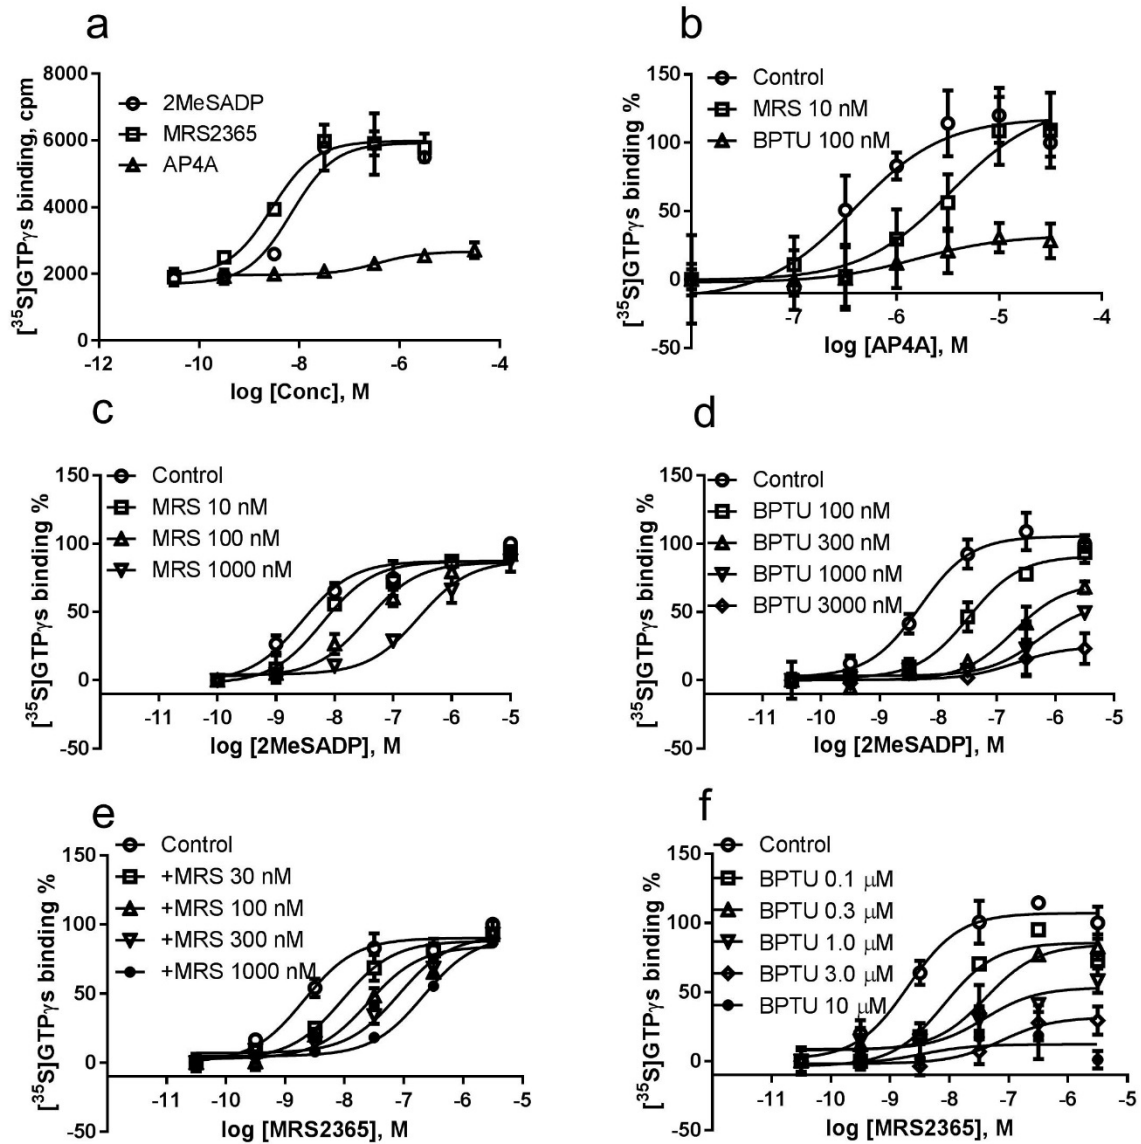 a
8000
6000
4000
2000
0
[³⁵S]GTPγs binding, cpm
2MeSADP
MRS2365
AP4A
-12
-10
-8
-6
-4
log [Conc], M
b
150
100
50
0
-50
[³⁵S]GTPγs binding %
Control
MRS 10 nM
BPTU 100 nM
-7
-6
-5
-4
log [AP4A], M
c
150
100
50
0
-50
[³⁵S]GTPγs binding %
Control
MRS 10 nM
MRS 100 nM
MRS 1000 nM
-11
-10
-9
-8
-7
-6
-5
log [2MeSADP], M
d
150
100
50
0
-50
[³⁵S]GTPγs binding %
Control
BPTU 100 nM
BPTU 300 nM
BPTU 1000 nM
BPTU 3000 nM
-11
-10
-9
-8
-7
-6
-5
log [2MeSADP], M
e
150
100
50
0
-50
[³⁵S]GTPγs binding %
Control
+MRS 30 nM
+MRS 100 nM
+MRS 300 nM
+MRS 1000 nM
-11
-10
-9
-8
-7
-6
-5
log [MRS2365], M
f
150
100
50
0
-50
[³⁵S]GTPγs binding %
Control
BPTU 0.1 μM
BPTU 0.3 μM
BPTU 1.0 μM
BPTU 3.0 μM
BPTU 10 μM
-11
-10
-9
-8
-7
-6
-5
log [MRS2365], M